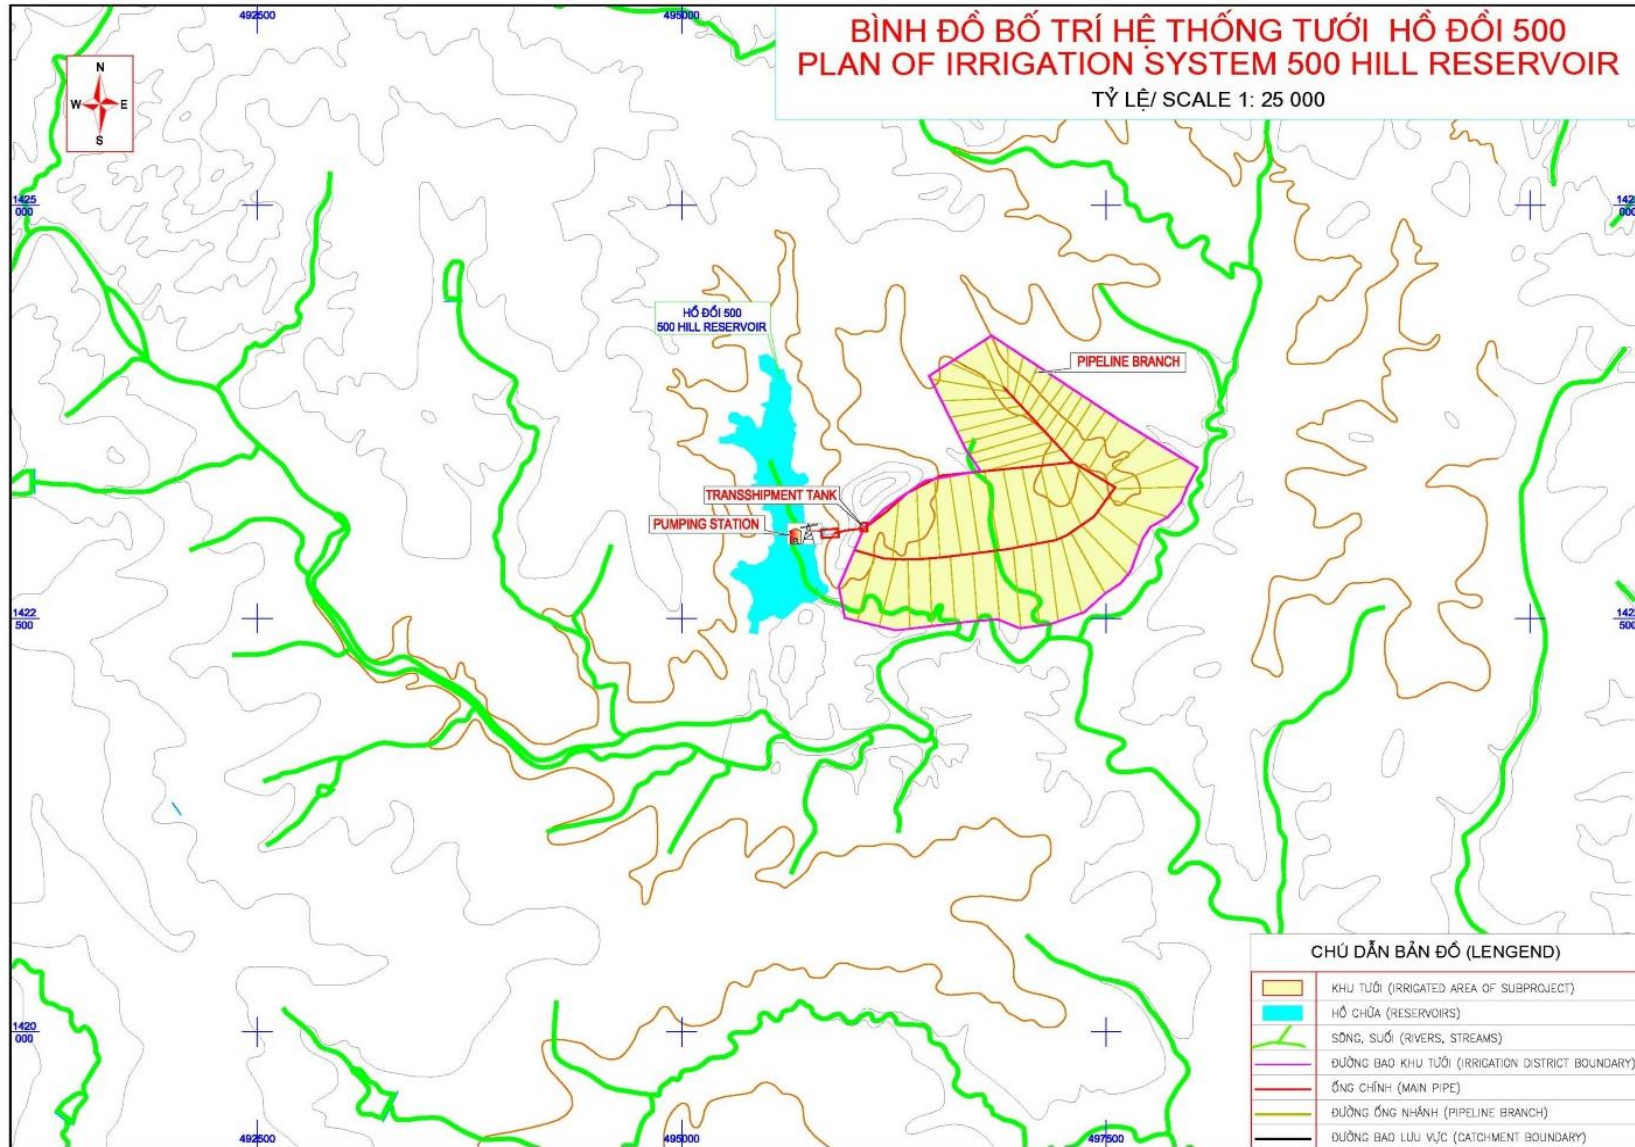 492500
495000
BÌNH ĐỒ BỐ TRÍ HỆ THỐNG TƯỚI HỒ ĐỒI 500
PLAN OF IRRIGATION SYSTEM 500 HILL RESERVOIR
TỶ LỆ/ SCALE 1: 25 000
N
W E
S
1425
000
142
000
HỒ ĐỒI 500
500 HILL RESERVOIR
PIPELINE BRANCH
TRANSSHIPMENT TANK
PUMPING STATION
1422
500
142
500
CHÚ DẪN BẢN ĐỒ (LENGEND)
KHU TƯỚI (IRRIGATED AREA OF SUBPROJECT)
HỒ CHỨA (RESERVOIRS)
SÔNG, SUỐI (RIVERS, STREAMS)
ĐƯỜNG BAO KHU TƯỚI (IRRIGATION DISTRICT BOUNDARY)
ỐNG CHÍNH (MAIN PIPE)
ĐƯỜNG ỐNG NHÁNH (PIPELINE BRANCH)
ĐƯỜNG BAO LƯU VỰC (CATCHMENT BOUNDARY)
1420
000
492500
495000
497500